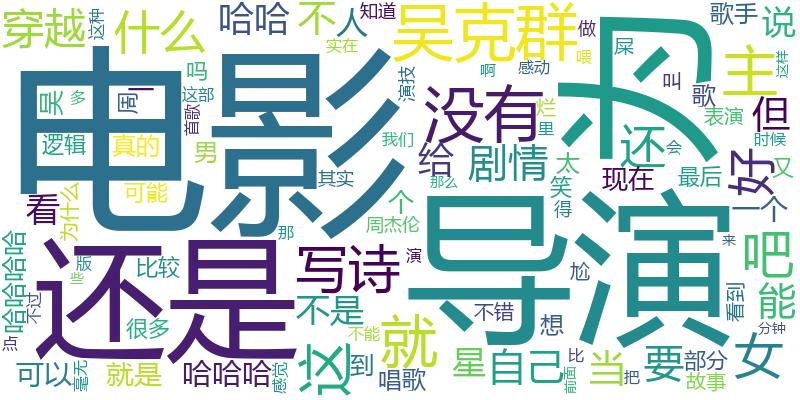 穿越
这种
什么
哈哈
不
人
知道
实在
吴克群
做
喂
屎
为
歌手
说
主
这样
吴
多
周
一
吗
这部
首歌
演技
啊
感动
没有
烂
里
叫
歌
表演
但
时候
电影
逻辑
真的
男
可能
我们
给
剧情
太
笑
得
还
会
现在
最后
好
又
一个
看
为什么
其实
那么
个
周杰伦
那
演
来
哈哈哈哈
版
些
不过
比较
还是
写诗
导演
尬
不错
想
看到
吧
能
分钟
很多
不是
就
不能
可以
毫无
就是
哈哈哈
感觉
这
到
唱歌
星
自己
比
前面
当
把
要
部分
故事
女